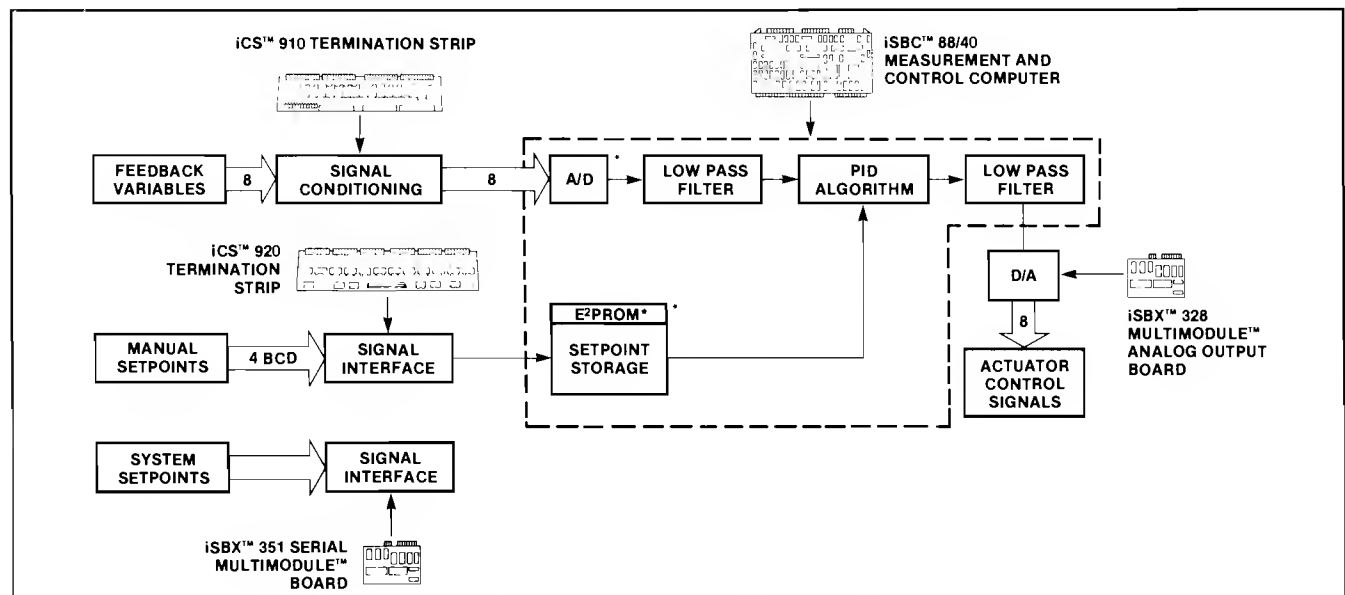 iCS™ 910 TERMINATION STRIP
iSBC™ 88/40
MEASUREMENT AND
CONTROL COMPUTER
FEEDBACK
VARIABLES
8
SIGNAL
CONDITIONING
8
A/D
*
LOW PASS
FILTER
PID
ALGORITHM
LOW PASS
FILTER
iCS™ 920
TERMINATION
STRIP
D/A
iSBX™ 328
MULTIMODULE™
ANALOG OUTPUT
BOARD
8
ACTUATOR
CONTROL
SIGNALS
MANUAL
SETPOINTS
4 BCD
SIGNAL
INTERFACE
E²PROM*
*
SETPOINT
STORAGE
SYSTEM
SETPOINTS
SIGNAL
INTERFACE
iSBX™ 351 SERIAL
MULTIMODULE™
BOARD